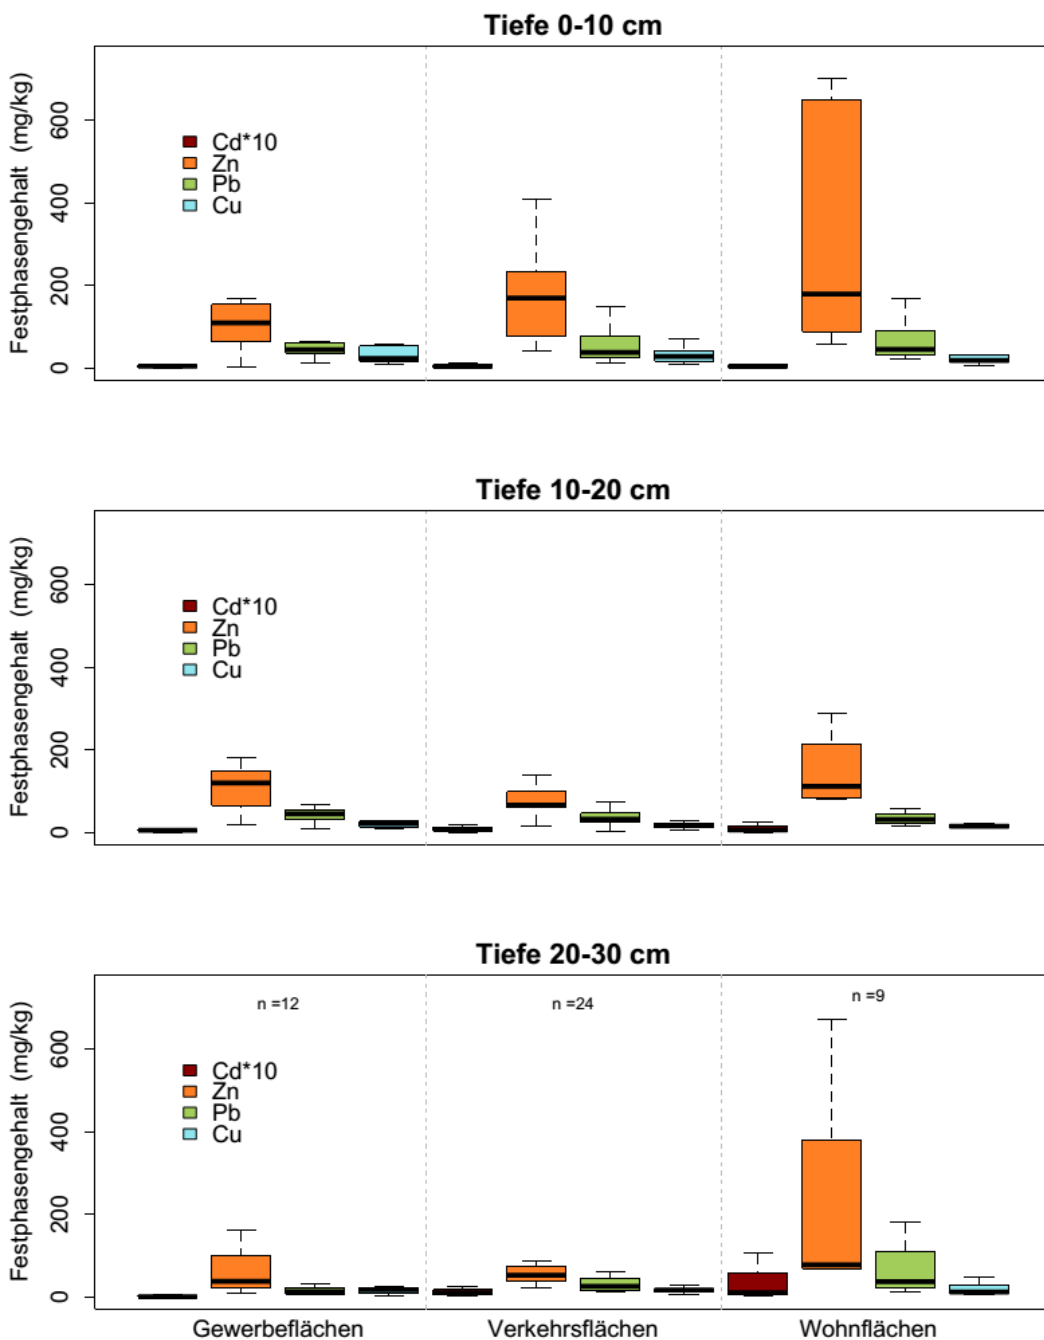 Tiefe 0-10 cm
Festphasengehalt (mg/kg)
600
400
200
0
Cd*10
Zn
Pb
Cu
Tiefe 10-20 cm
Festphasengehalt (mg/kg)
600
400
200
0
Cd*10
Zn
Pb
Cu
Tiefe 20-30 cm
Festphasengehalt (mg/kg)
600
400
200
0
n =12
n =24
n =9
Cd*10
Zn
Pb
Cu
Gewerbeflächen
Verkehrsflächen
Wohnflächen